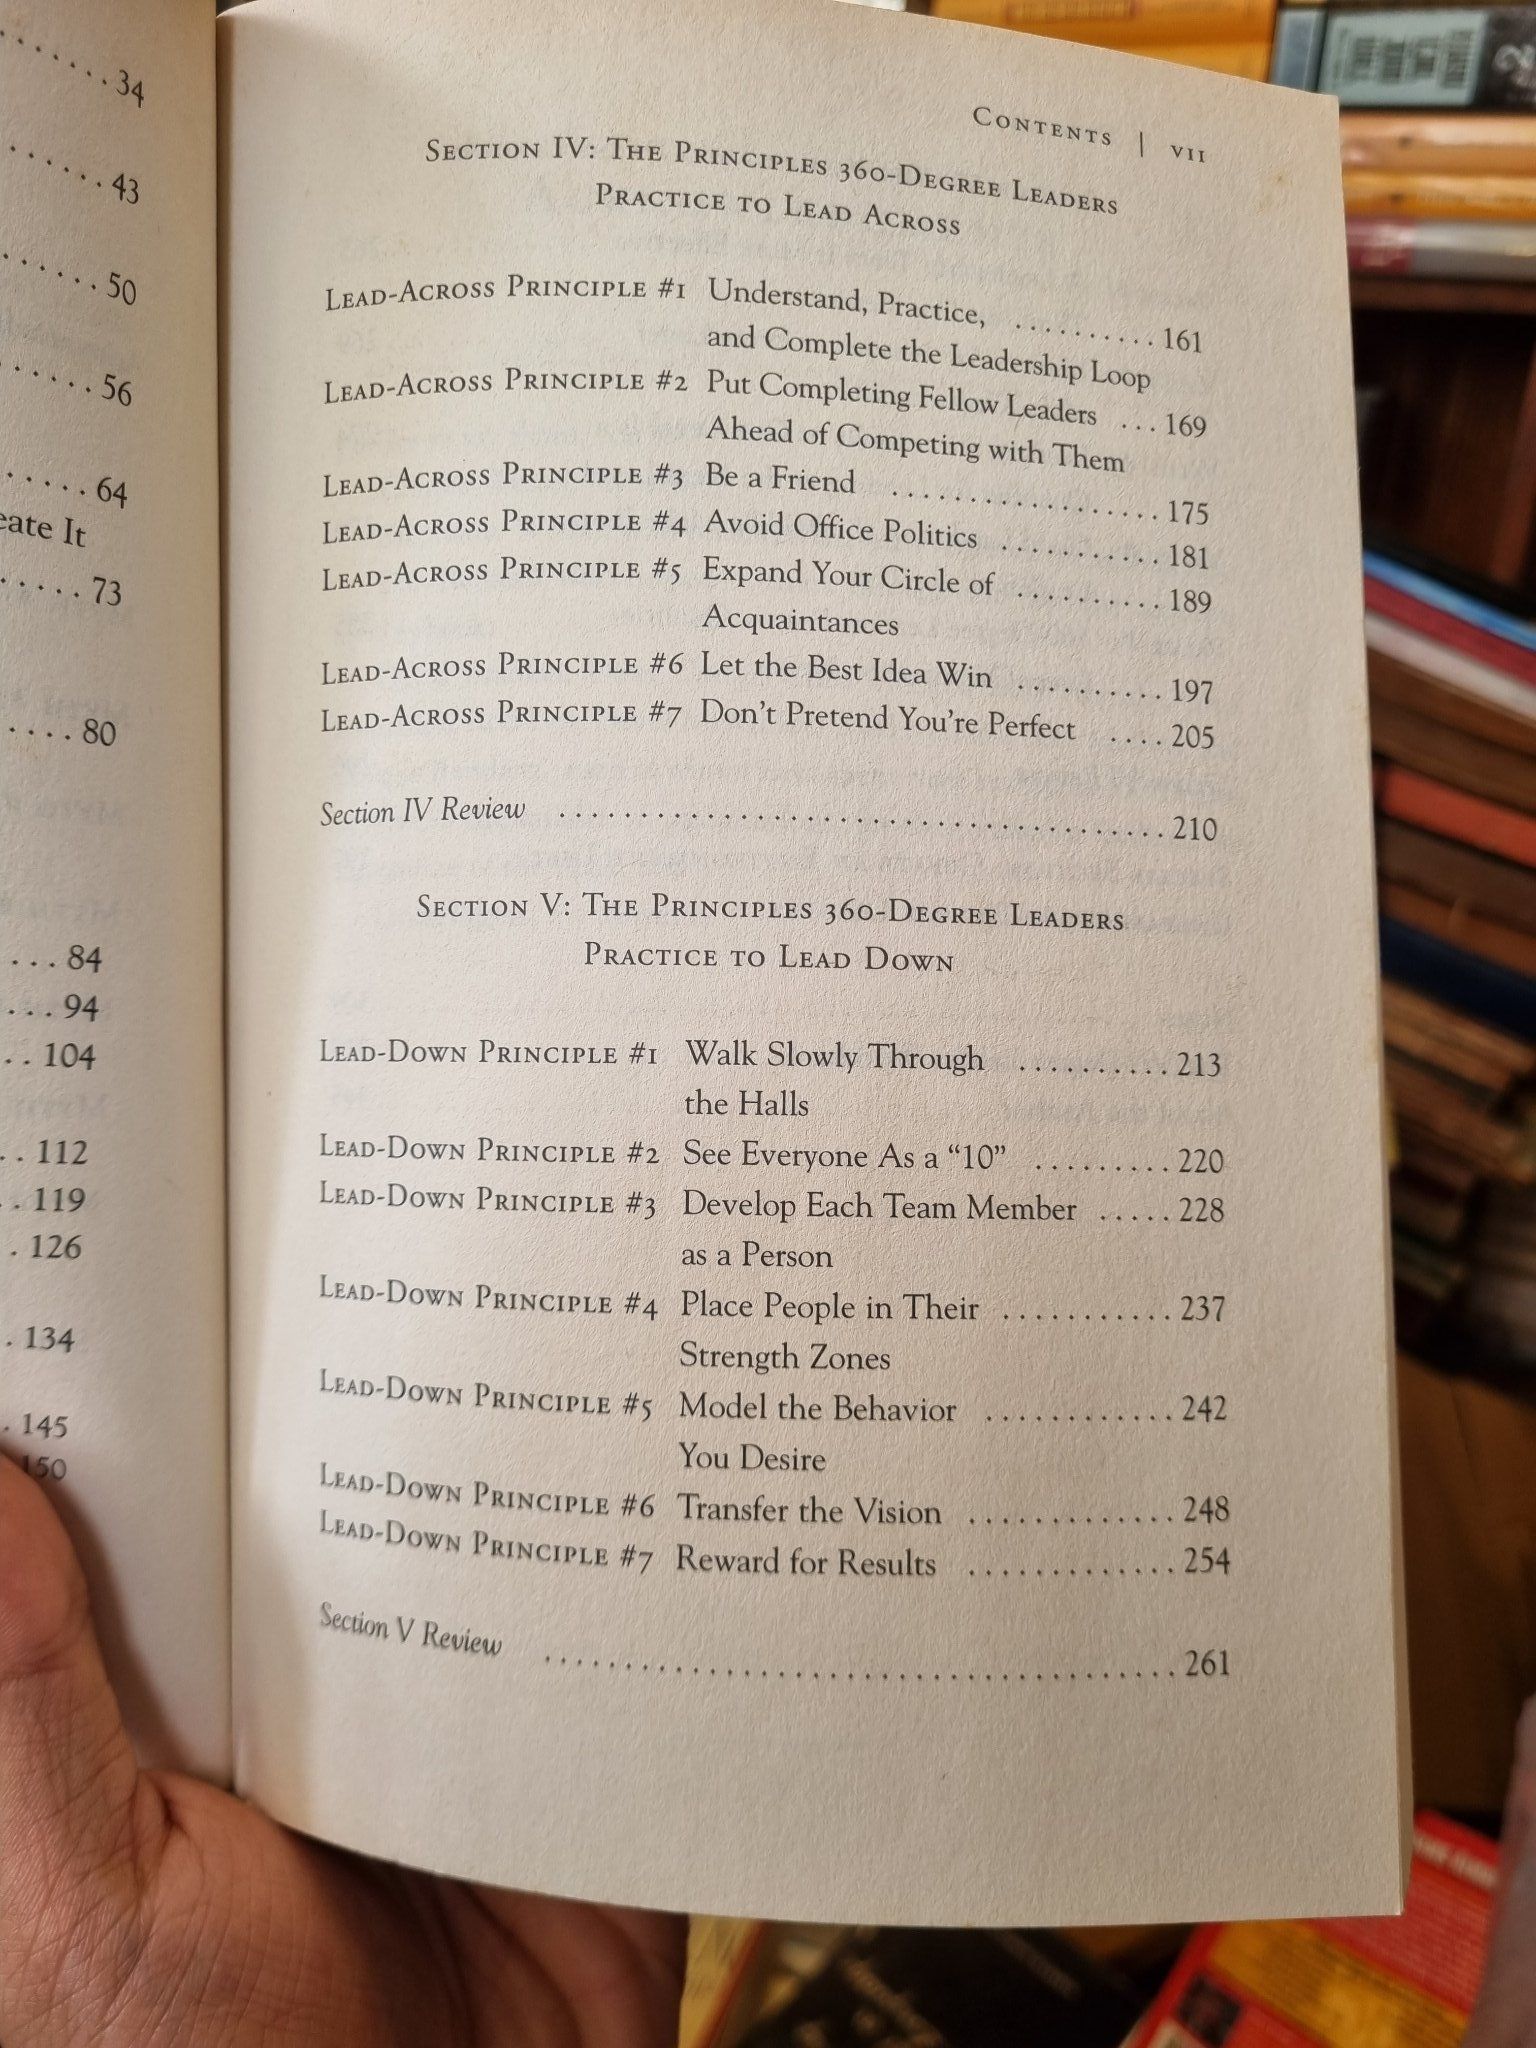 34
43
50
56
64
eate It
73
80
84
94
104
112
119
126
134
145
150
Contents | vii
Section IV: The Principles 360-Degree Leaders
Practice to Lead Across
Lead-Across Principle #1 Understand, Practice, .......... 161
and Complete the Leadership Loop
Lead-Across Principle #2 Put Completing Fellow Leaders ... 169
Ahead of Competing with Them
Lead-Across Principle #3 Be a Friend .................. 175
Lead-Across Principle #4 Avoid Office Politics ........... 181
Lead-Across Principle #5 Expand Your Circle of .......... 189
Acquaintances
Lead-Across Principle #6 Let the Best Idea Win .......... 197
Lead-Across Principle #7 Don't Pretend You're Perfect .... 205
Section IV Review ....................................... 210
Section V: The Principles 360-Degree Leaders
Practice to Lead Down
Lead-Down Principle #1 Walk Slowly Through .......... 213
the Halls
Lead-Down Principle #2 See Everyone As a “10” ......... 220
Lead-Down Principle #3 Develop Each Team Member ..... 228
as a Person
Lead-Down Principle #4 Place People in Their ........... 237
Strength Zones
Lead-Down Principle #5 Model the Behavior ............ 242
You Desire
Lead-Down Principle #6 Transfer the Vision ............. 248
Lead-Down Principle #7 Reward for Results ............. 254
Section V Review ........................................ 261